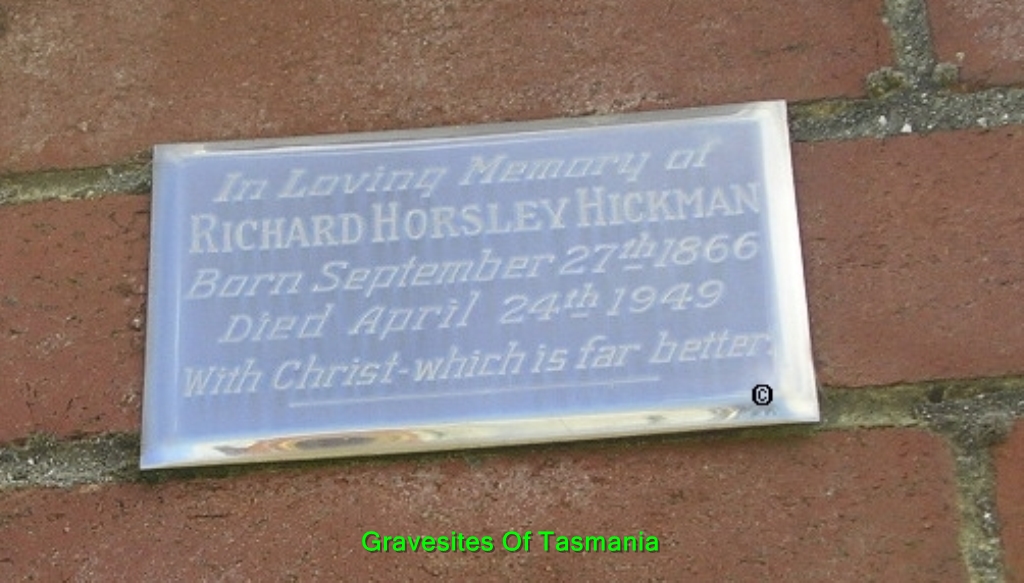 In Loving Memory of
RICHARD HORSLEY HICKMAN
Born September 27th 1866
Died April 24th 1949
With Christ-which is far better.
©
Gravesites Of Tasmania